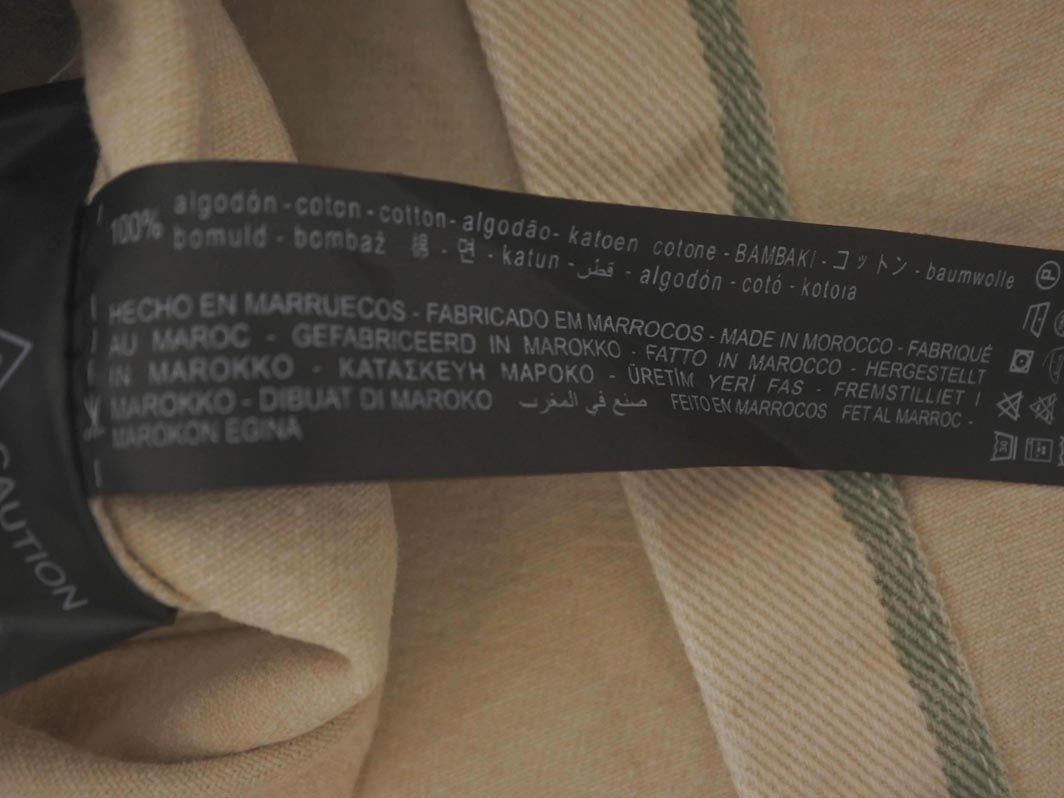 100% algodón - coton - cotton - algodão - katoen cotone - BAMBAKI - コットン - baumwolle
bomuld - bombaž 綿 - 면 - katun - قطن - algodón - cotó - kotoia
HECHO EN MARRUECOS - FABRICADO EM MARROCOS - MADE IN MOROCCO - FABRIQUÉ
AU MAROC - GEFABRICEERD IN MAROKKO - FATTO IN MAROCCO - HERGESTELLT
IN MAROKKO - ΚΑΤΑΣΚΕΥΗ ΜΑΡΟΚΟ - ÜRETİM YERİ FAS - FREMSTILLIET I
MAROKKO - DIBUAT DI MAROKO صنع في المغرب FEITO EN MARROCOS FET AL MARROC -
MAROKON EGINA
CAUTION
P
30